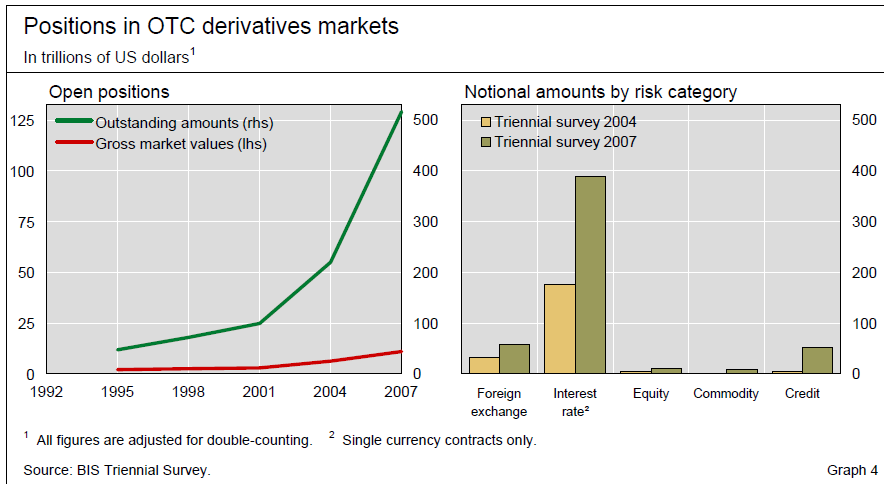 Positions in OTC derivatives markets
In trillions of US dollars¹
Open positions
Outstanding amounts (rhs)
Gross market values (lhs)
125
100
75
50
25
0
500
400
300
200
100
0
1992 1995 1998 2001 2004 2007
Notional amounts by risk category
Triennial survey 2004
Triennial survey 2007
500
400
300
200
100
0
Foreign exchange
Interest rate²
Equity
Commodity
Credit
¹ All figures are adjusted for double-counting. ² Single currency contracts only.
Source: BIS Triennial Survey.
Graph 4